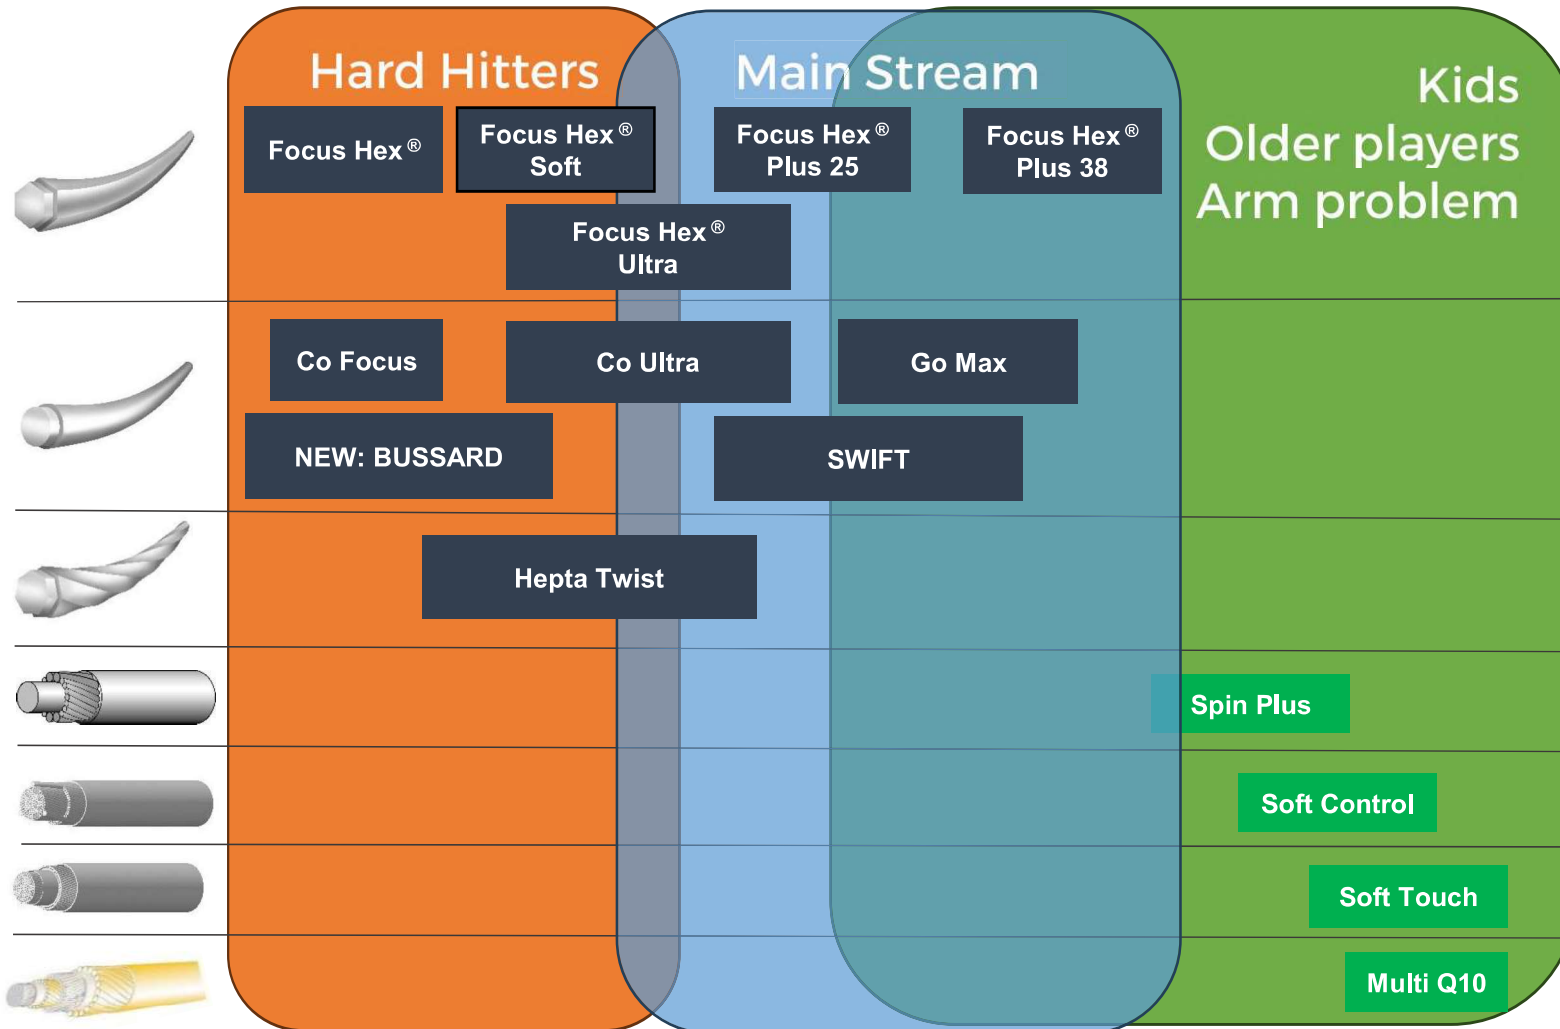 Hard Hitters
Main Stream
Kids
Older players
Arm problem
Focus Hex®
Focus Hex®
Soft
Focus Hex®
Plus 25
Focus Hex®
Plus 38
Focus Hex®
Ultra
Co Focus
Co Ultra
Go Max
NEW: BUSSARD
SWIFT
Hepta Twist
Spin Plus
Soft Control
Soft Touch
Multi Q10